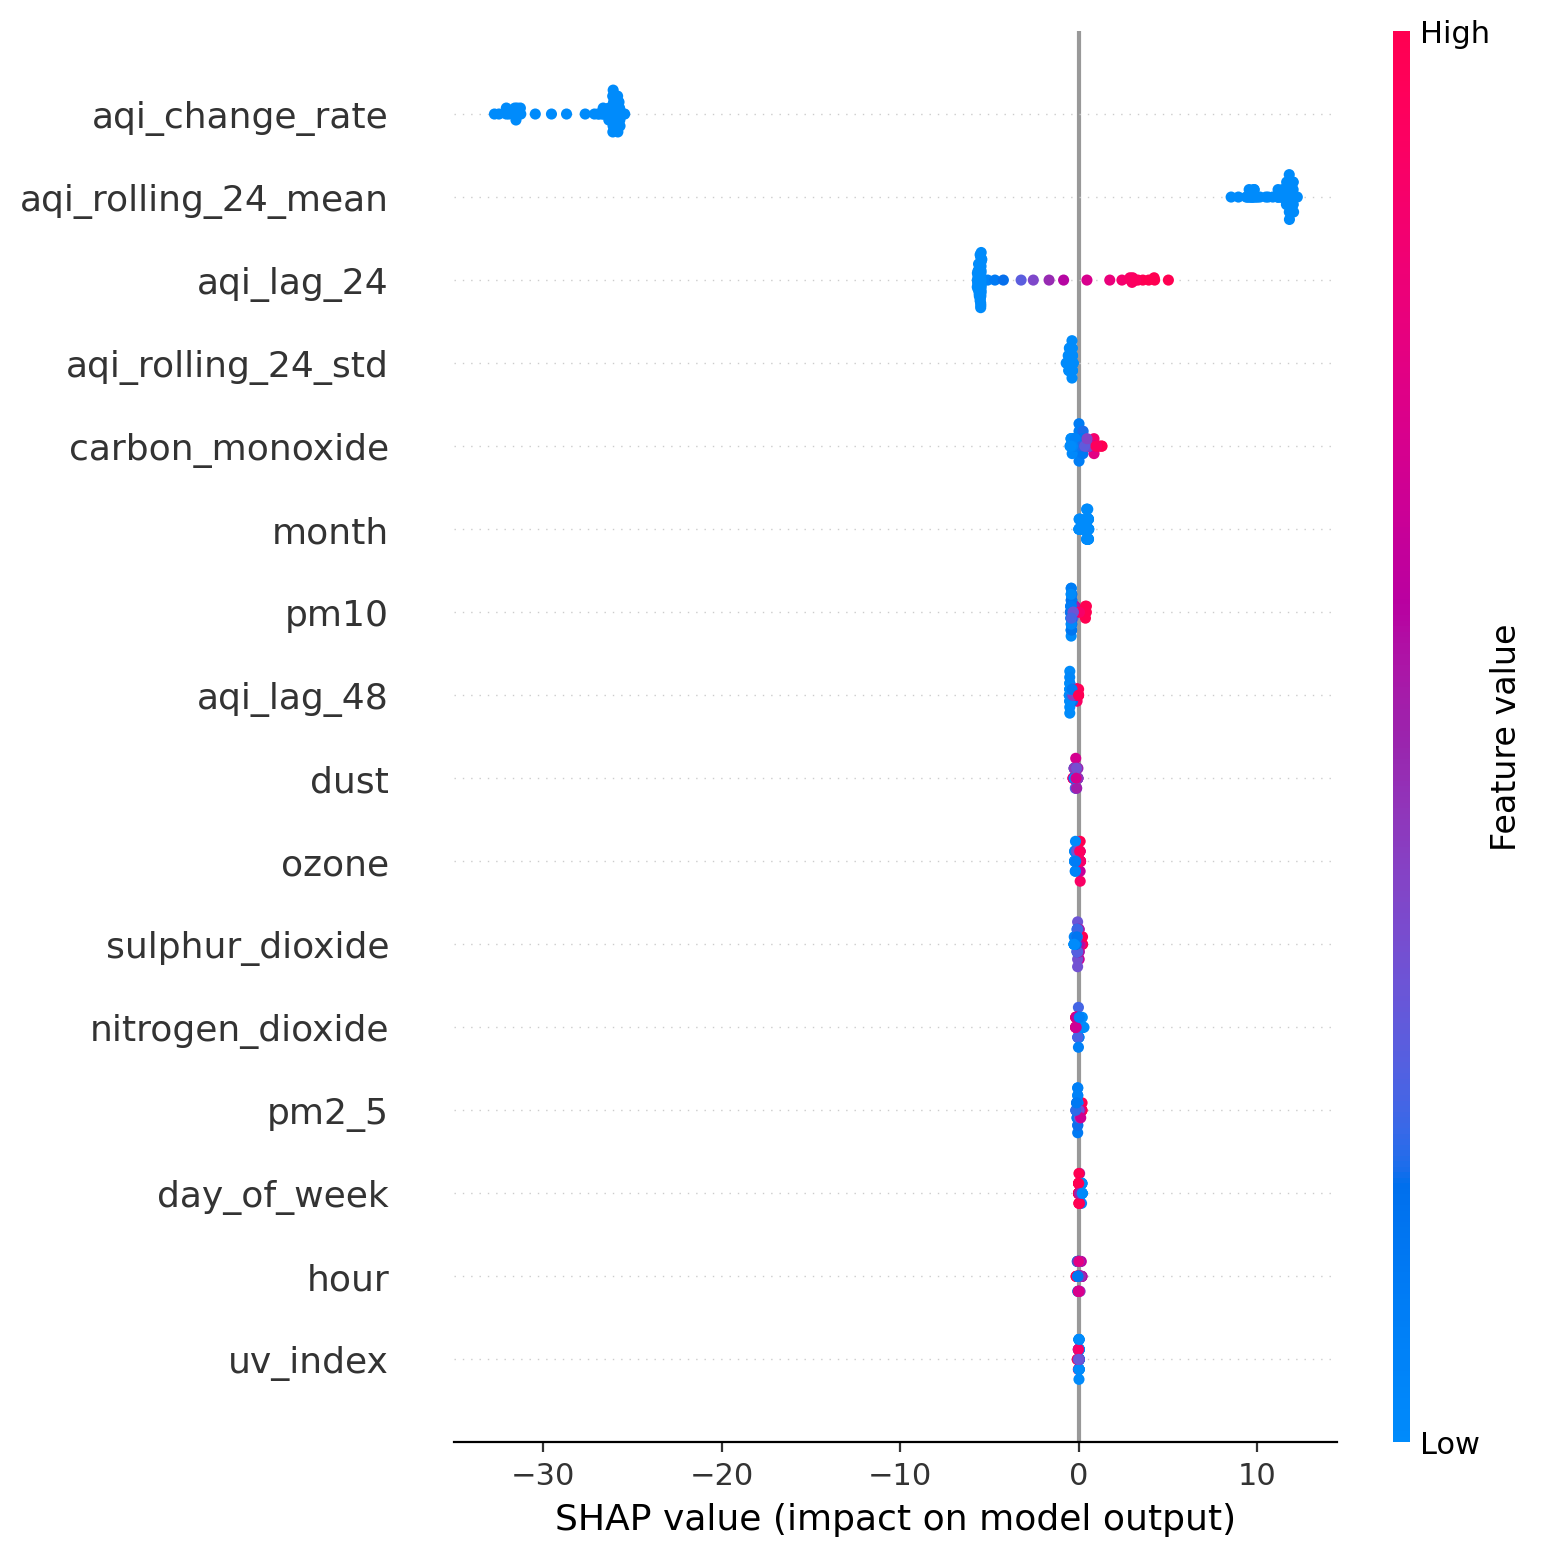 High
aqi_change_rate
aqi_rolling_24_mean
aqi_lag_24
aqi_rolling_24_std
carbon_monoxide
month
pm10
aqi_lag_48
dust
ozone
sulphur_dioxide
nitrogen_dioxide
pm2_5
day_of_week
hour
uv_index
Feature value
Low
−30 −20 −10 0 10
SHAP value (impact on model output)